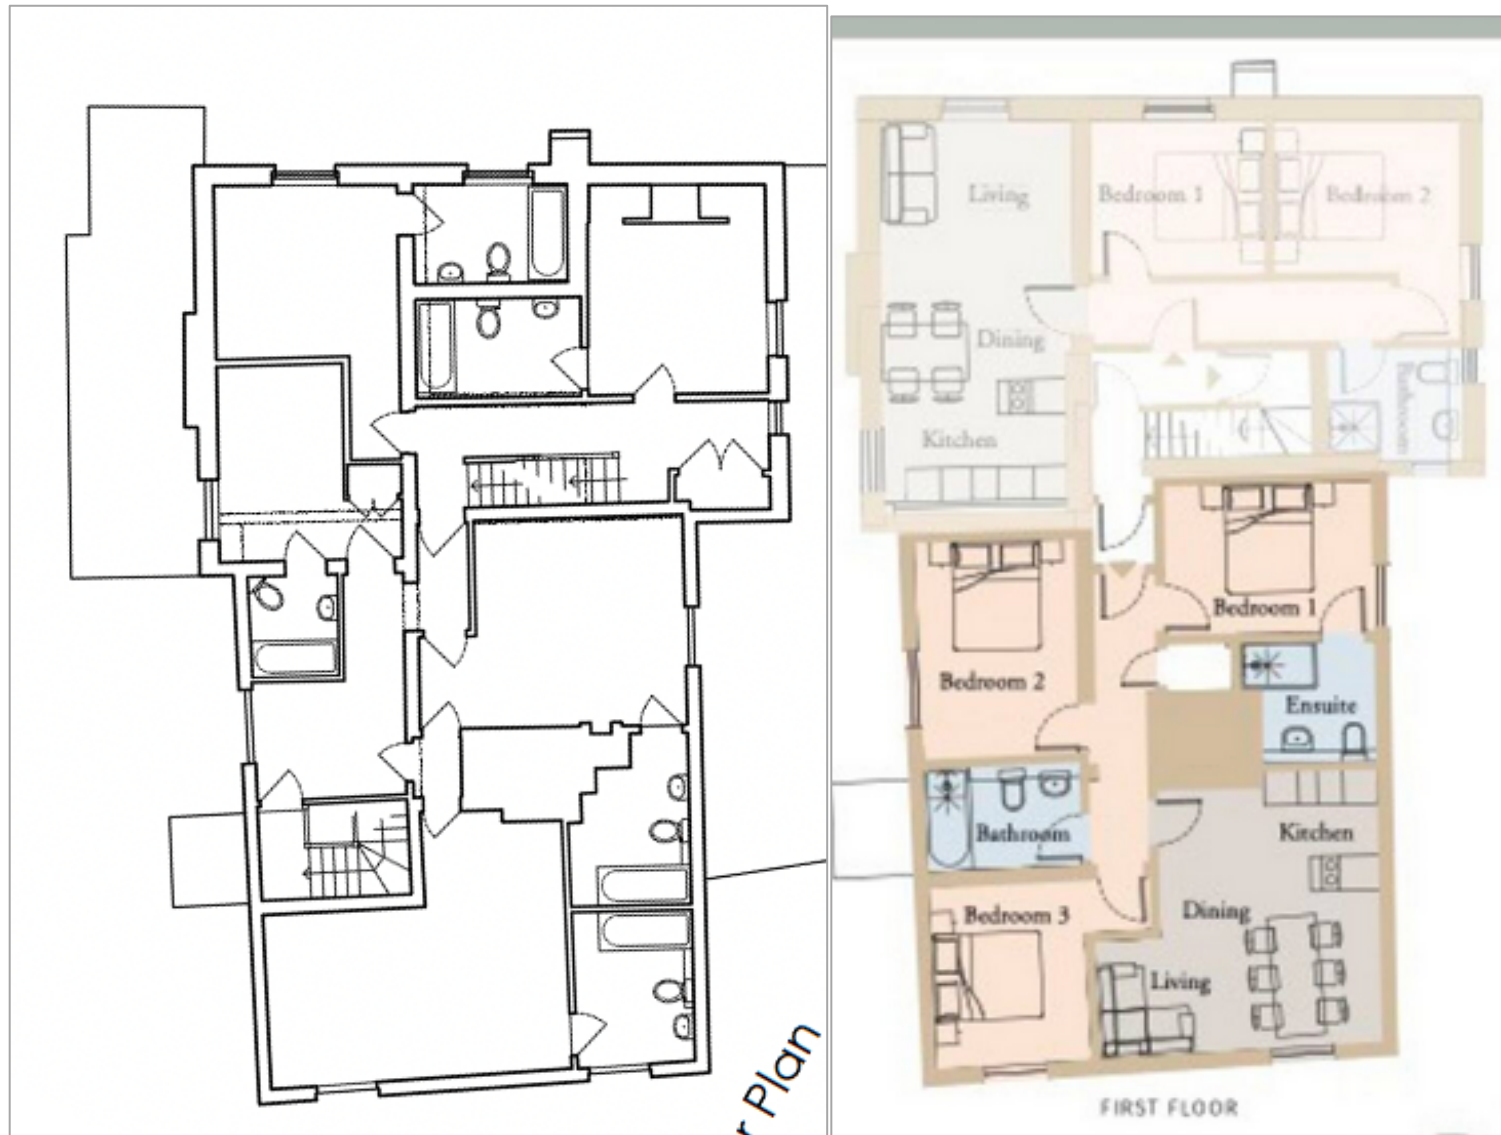 r Plan
Living
Bedroom 1
Bedroom 2
Dining
Kitchen
Bathroom
Bedroom 1
Bedroom 2
Ensuite
Bathroom
Kitchen
Bedroom 3
Dining
Living
FIRST FLOOR